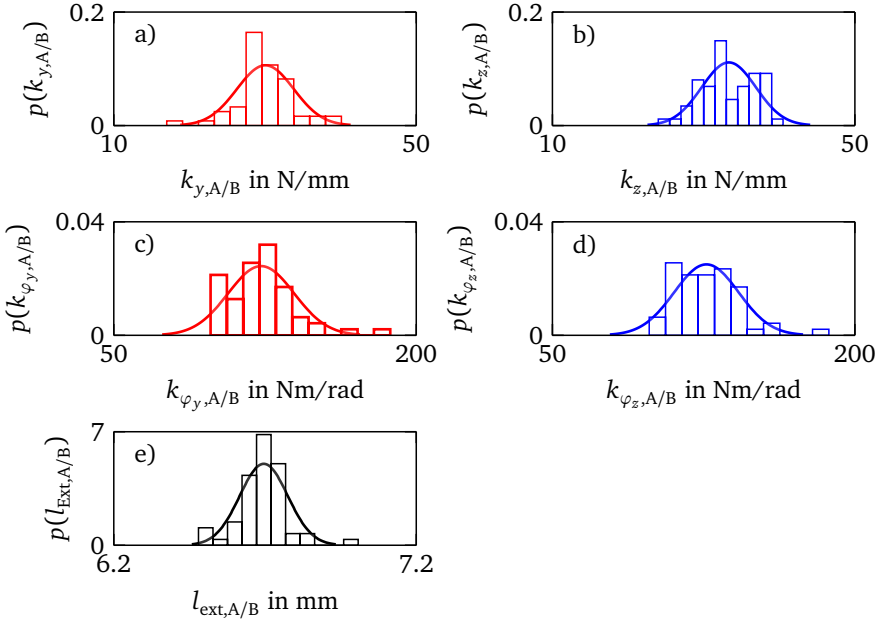 0.2
a)
p(k_{y,A/B})
0
10
50
k_{y,A/B} in N/mm
0.2
b)
p(k_{z,A/B})
0
10
50
k_{z,A/B} in N/mm
0.04
c)
p(k_{φ_y,A/B})
0
50
200
k_{φ_y,A/B} in Nm/rad
0.04
d)
p(k_{φ_z,A/B})
0
50
200
k_{φ_z,A/B} in Nm/rad
7
e)
p(l_{Ext,A/B})
0
6.2
7.2
l_{ext,A/B} in mm